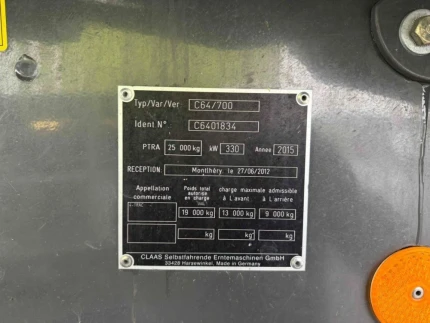 Typ/Var/Ver C64/700
Ident N° C6401834
PTRA 25 000 kg kW 330 Année 2015
RECEPTION Montlhéry le 27/06/2012
Appellation commerciale Poids total autorisé en charge charge maximale admissible à L'avant à L'arrière
19 000 kg 13 000 kg 9 000 kg
kg kg kg
CLAAS Selbstfahrende Erntemaschinen GmbH
33428 Harsewinkel, Made in Germany